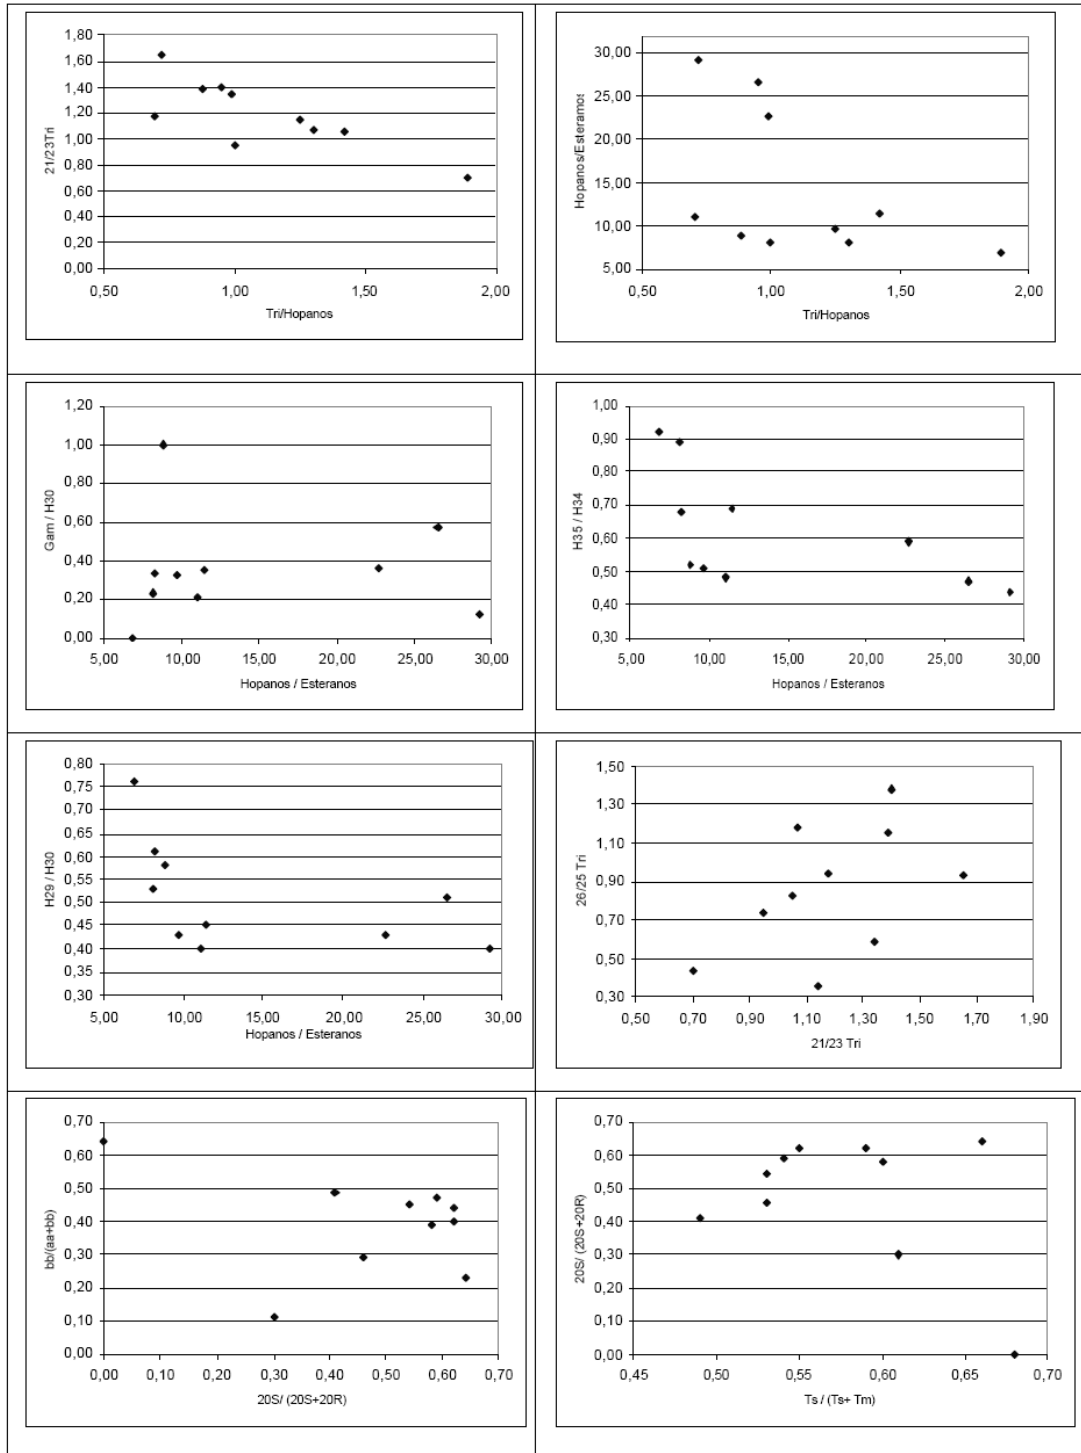 1,80
1,60
1,40
1,20
1,00
0,80
0,60
0,40
0,20
0,00
21/23Tri
0,50 1,00 1,50 2,00
Tri/Hopanos
30,00
25,00
20,00
15,00
10,00
5,00
Hopanos/Esteramos
0,50 1,00 1,50 2,00
Tri/Hopanos
1,20
1,00
0,80
0,60
0,40
0,20
0,00
Gam / H30
5,00 10,00 15,00 20,00 25,00 30,00
Hopanos / Esteranos
1,00
0,90
0,80
0,70
0,60
0,50
0,40
0,30
H35 / H34
5,00 10,00 15,00 20,00 25,00 30,00
Hopanos / Esteranos
0,80
0,75
0,70
0,65
0,60
0,55
0,50
0,45
0,40
0,35
0,30
H29 / H30
5,00 10,00 15,00 20,00 25,00 30,00
Hopanos / Esteranos
1,50
1,30
1,10
0,90
0,70
0,50
0,30
26/25 Tri
0,50 0,70 0,90 1,10 1,30 1,50 1,70 1,90
21/23 Tri
0,70
0,60
0,50
0,40
0,30
0,20
0,10
0,00
bb/(aa+bb)
0,00 0,10 0,20 0,30 0,40 0,50 0,60 0,70
20S/ (20S+20R)
0,70
0,60
0,50
0,40
0,30
0,20
0,10
0,00
20S/ (20S+20R)
0,45 0,50 0,55 0,60 0,65 0,70
Ts / (Ts+ Tm)